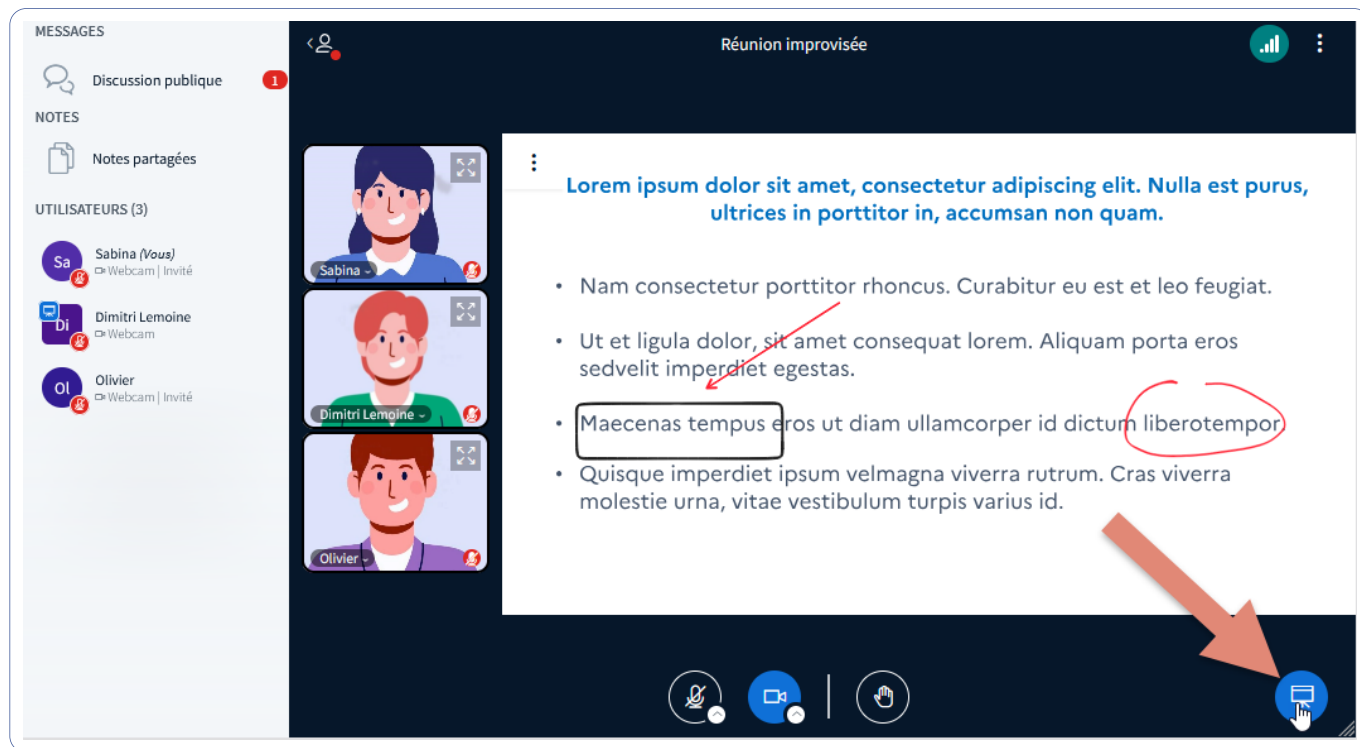 MESSAGES
Discussion publique
1
NOTES
Notes partagées
UTILISATEURS (3)
Sa
Sabina (Vous)
Webcam | Invité
Di
Dimitri Lemoine
Webcam
Ol
Olivier
Webcam | Invité
Réunion improvisée
Sabina
Dimitri Lemoine
Olivier
Lorem ipsum dolor sit amet, consectetur adipiscing elit. Nulla est purus,
ultrices in porttitor in, accumsan non quam.
• Nam consectetur porttitor rhoncus. Curabitur eu est et leo feugiat.
• Ut et ligula dolor, sit amet consequat lorem. Aliquam porta eros
sedvelit imperdiet egestas.
• Maecenas tempus eros ut diam ullamcorper id dictum liberotempor.
• Quisque imperdiet ipsum velmagna viverra rutrum. Cras viverra
molestie urna, vitae vestibulum turpis varius id.